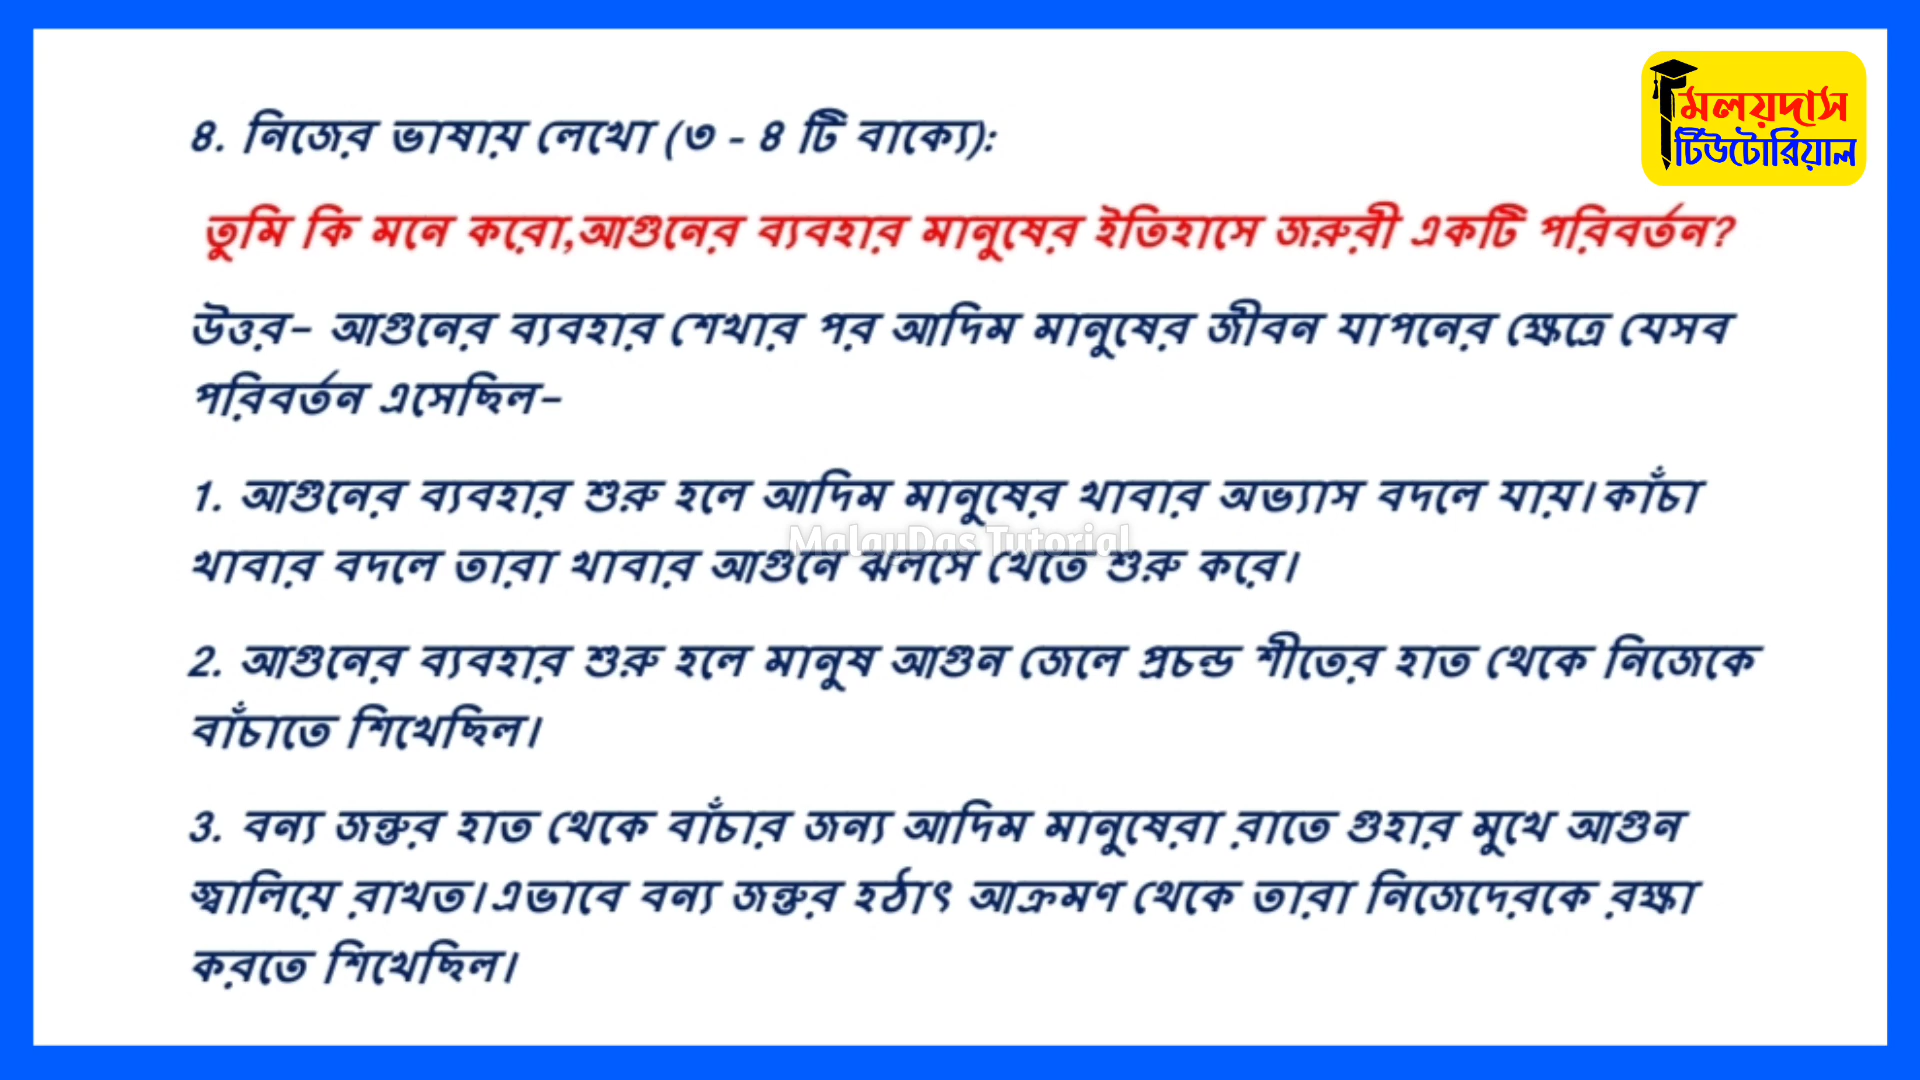 মলয়দাস
টিউটোরিয়াল
৪. নিজের ভাষায় লেখো (৩ - ৪ টি বাক্যে):
তুমি কি মনে করো,আগুনের ব্যবহার মানুষের ইতিহাসে জরুরী একটি পরিবর্তন?
উত্তর- আগুনের ব্যবহার শেখার পর আদিম মানুষের জীবন যাপনের ক্ষেত্রে যেসব
পরিবর্তন এসেছিল-
1. আগুনের ব্যবহার শুরু হলে আদিম মানুষের খাবার অভ্যাস বদলে যায়।কাঁচা
MalayDas Tutorial
খাবার বদলে তারা খাবার আগুনে ঝলসে খেতে শুরু করে।
2. আগুনের ব্যবহার শুরু হলে মানুষ আগুন জেলে প্রচন্ড শীতের হাত থেকে নিজেকে
বাঁচাতে শিখেছিল।
3. বন্য জন্তুর হাত থেকে বাঁচার জন্য আদিম মানুষেরা রাতে গুহার মুখে আগুন
জ্বালিয়ে রাখত।এভাবে বন্য জন্তুর হঠাৎ আক্রমণ থেকে তারা নিজেদেরকে রক্ষা
করতে শিখেছিল।